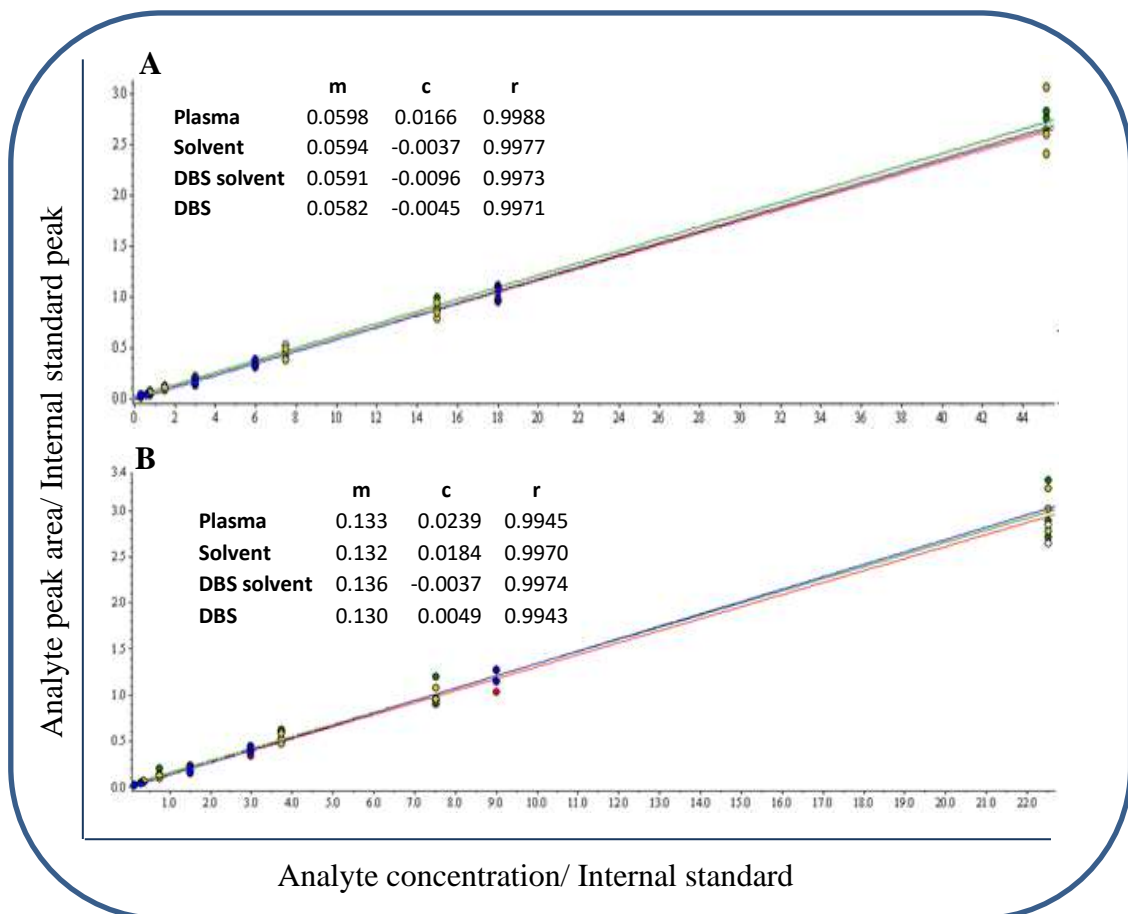 Analyte peak area/ Internal standard peak
A
m c r
Plasma 0.0598 0.0166 0.9988
Solvent 0.0594 -0.0037 0.9977
DBS solvent 0.0591 -0.0096 0.9973
DBS 0.0582 -0.0045 0.9971
3.0
2.5
2.0
1.5
1.0
0.5
0.0
0 2 4 6 8 10 12 14 16 18 20 22 24 26 28 30 32 34 36 38 40 42 44
B
m c r
Plasma 0.133 0.0239 0.9945
Solvent 0.132 0.0184 0.9970
DBS solvent 0.136 -0.0037 0.9974
DBS 0.130 0.0049 0.9943
3.4
3.0
2.5
2.0
1.5
1.0
0.5
0.0
1.0 2.0 3.0 4.0 5.0 6.0 7.0 8.0 9.0 10.0 11.0 12.0 13.0 14.0 15.0 16.0 17.0 18.0 19.0 20.0 21.0 22.0
Analyte concentration/ Internal standard